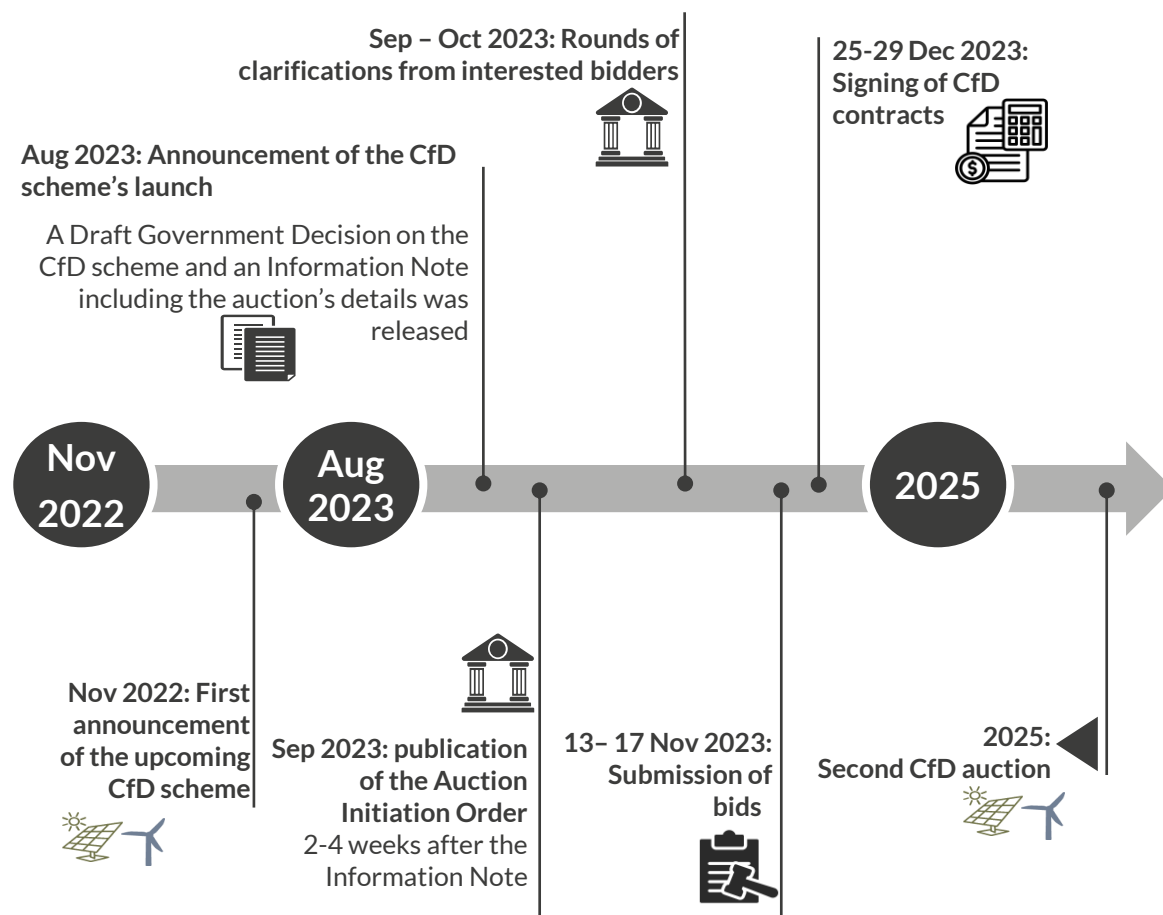 Sep – Oct 2023: Rounds of
clarifications from interested bidders
25-29 Dec 2023:
Signing of CfD
contracts
Aug 2023: Announcement of the CfD
scheme’s launch
A Draft Government Decision on the
CfD scheme and an Information Note
including the auction’s details was
released
Nov
2022
Aug
2023
2025
Nov 2022: First
announcement
of the upcoming
CfD scheme
Sep 2023: publication
of the Auction
Initiation Order
2-4 weeks after the
Information Note
13– 17 Nov 2023:
Submission of
bids
2025:
Second CfD auction
$